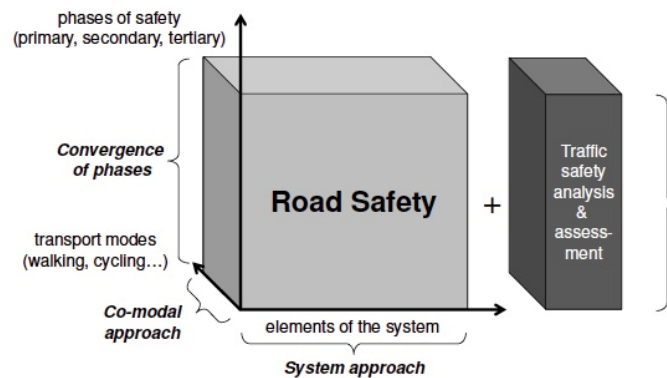 phases of safety
(primary, secondary, tertiary)
Convergence
of phases
Road Safety
+
Traffic
safety
analysis
&
assess-
ment
transport modes
(walking, cycling...)
Co-modal
approach
elements of the system
System approach